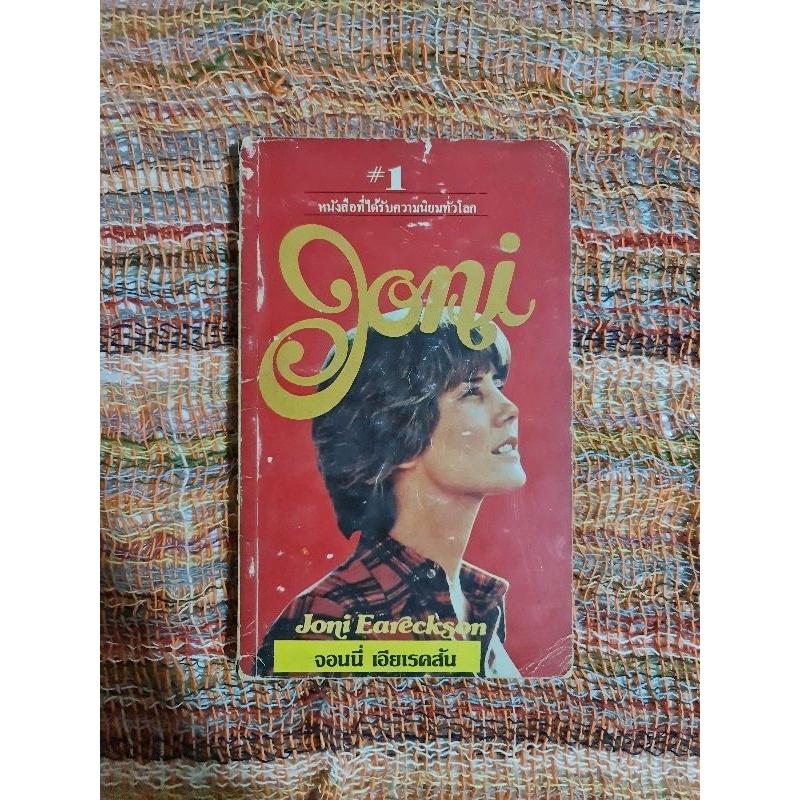 #1
หนังสือที่ได้รับความนิยมทั่วโลก
Joni
Joni Eareckson
จอนนี่ เอียเรคสัน